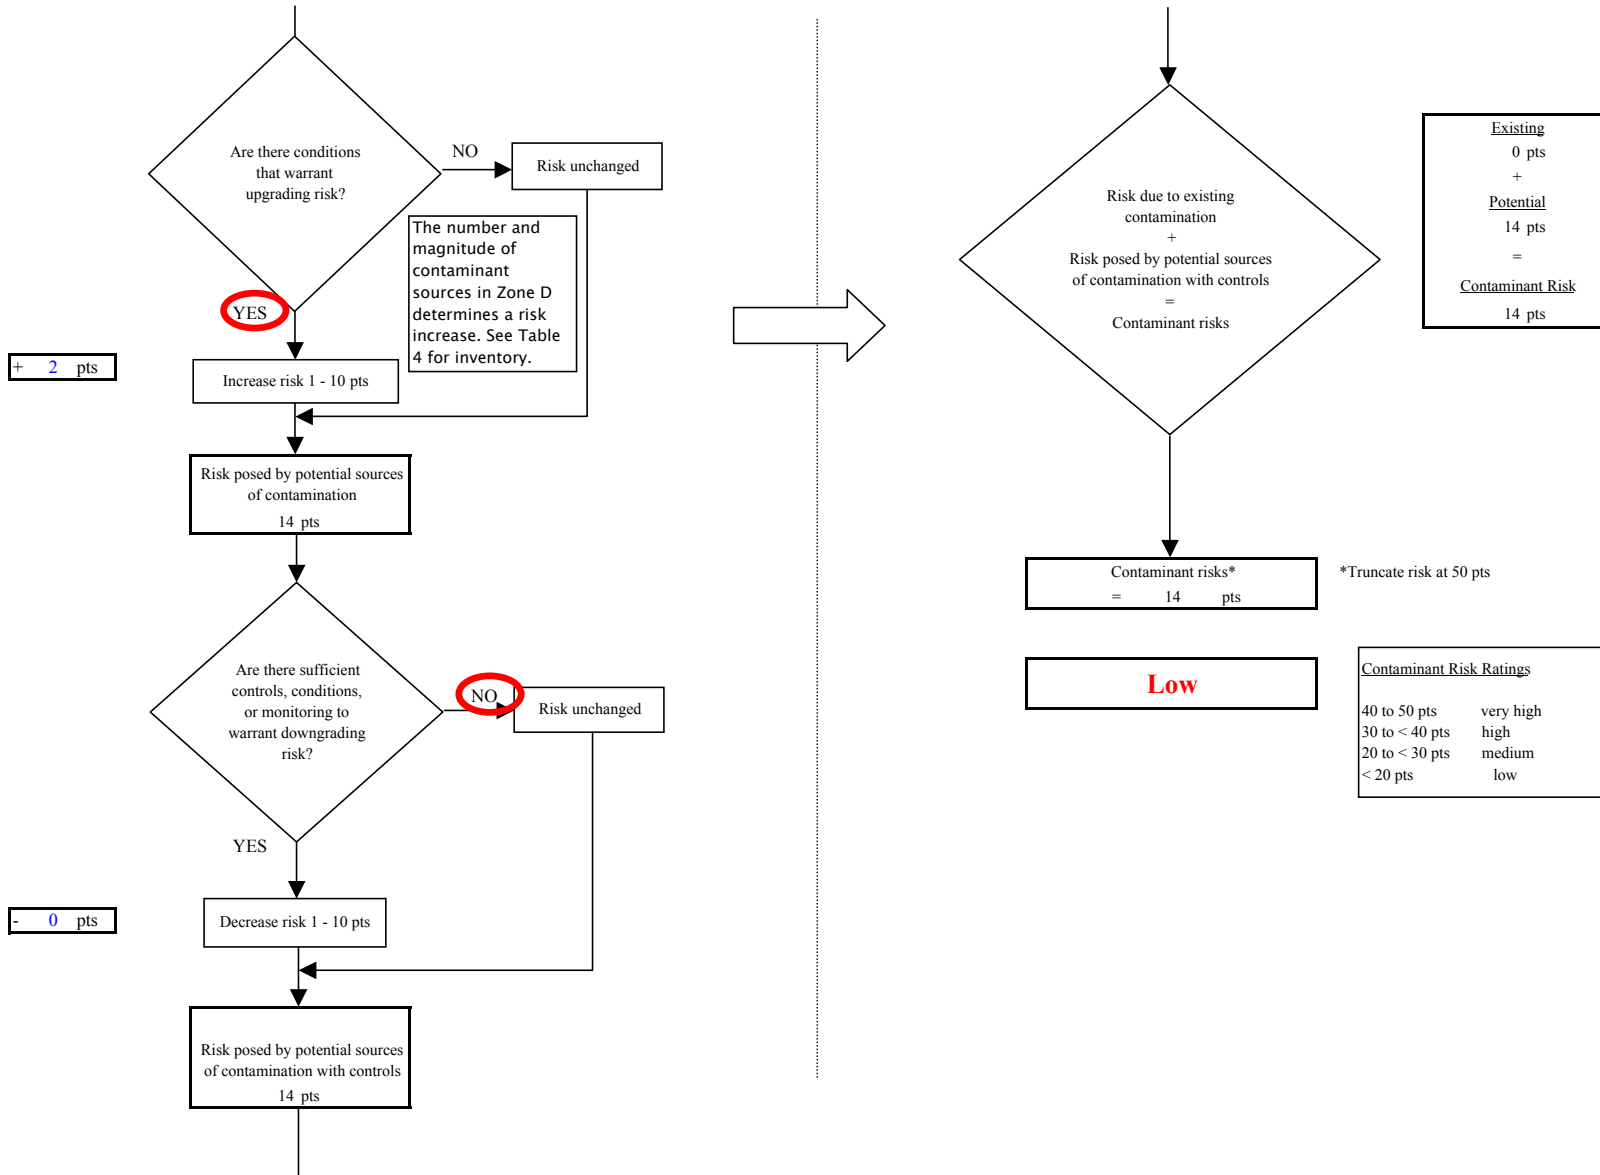 Are there conditions
that warrant
upgrading risk?
NO
Risk unchanged
The number and
magnitude of
contaminant
sources in Zone D
determines a risk
increase. See Table
4 for inventory.
YES
+ 2 pts
Increase risk 1 - 10 pts
Risk posed by potential sources
of contamination
14 pts
Are there sufficient
controls, conditions,
or monitoring to
warrant downgrading
risk?
NO
Risk unchanged
YES
- 0 pts
Decrease risk 1 - 10 pts
Risk posed by potential sources
of contamination with controls
14 pts
Risk due to existing
contamination
+
Risk posed by potential sources
of contamination with controls
=
Contaminant risks
Existing
0 pts
+
Potential
14 pts
=
Contaminant Risk
14 pts
Contaminant risks*
= 14 pts
*Truncate risk at 50 pts
Low
Contaminant Risk Ratings
40 to 50 pts very high
30 to < 40 pts high
20 to < 30 pts medium
< 20 pts low